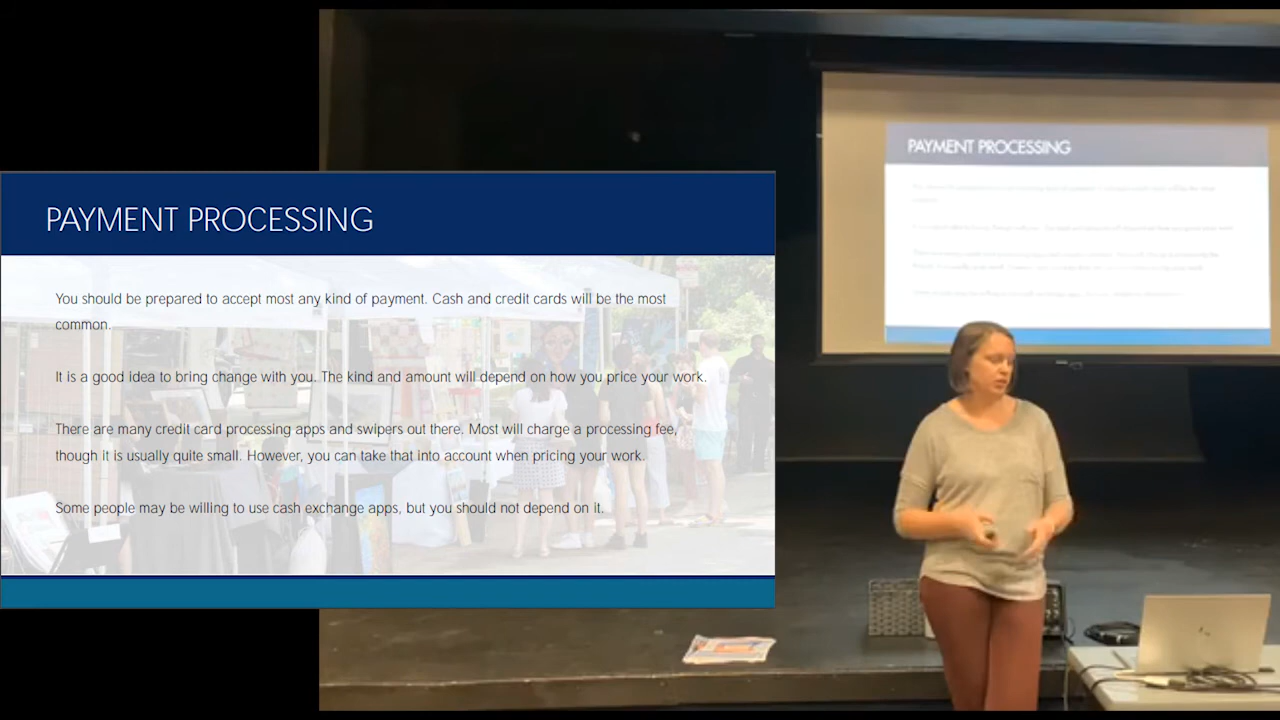 PAYMENT PROCESSING
You should be prepared to accept most any kind of payment. Cash and credit cards will be the most
common.
It is a good idea to bring change with you. The kind and amount will depend on how you price your work.
There are many credit card processing apps and swipers out there. Most will charge a processing fee,
though it is usually quite small. However, you can take that into account when pricing your work.
Some people may be willing to use cash exchange apps, but you should not depend on it.
PAYMENT PROCESSING